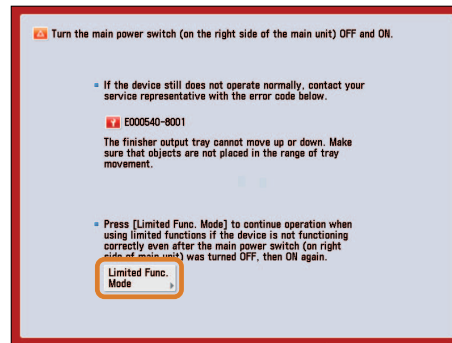 Turn the main power switch (on the right side of the main unit) OFF and ON.
If the device still does not operate normally, contact your
service representative with the error code below.
E000540-8001
The finisher output tray cannot move up or down. Make
sure that objects are not placed in the range of tray
movement.
Press [Limited Func. Mode] to continue operation when
using limited functions if the device is not functioning
correctly even after the main power switch (on right
side of main unit) was turned OFF, then ON again.
Limited Func.
Mode